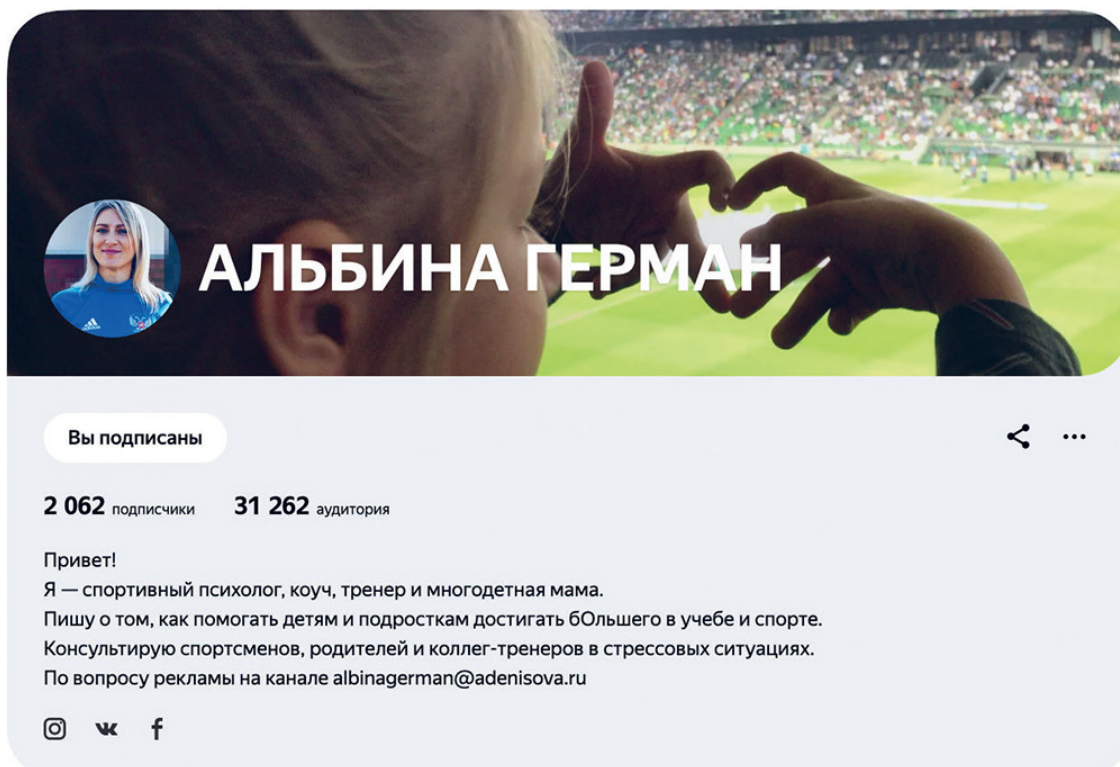 АЛЬБИНА ГЕРМАН
Вы подписаны
2 062 подписчики 31 262 аудитория
Привет!
Я — спортивный психолог, коуч, тренер и многодетная мама.
Пишу о том, как помогать детям и подросткам достигать бОльшего в учебе и спорте.
Консультирую спортсменов, родителей и коллег-тренеров в стрессовых ситуациях.
По вопросу рекламы на канале albinagerman@adenisova.ru